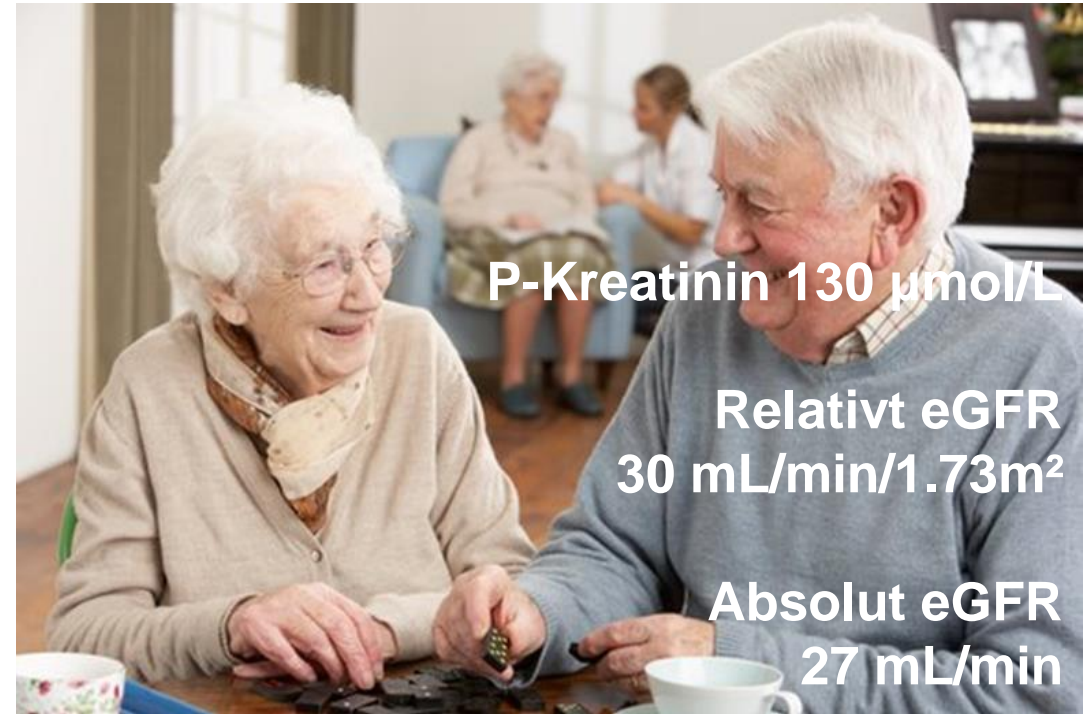 P-Kreatinin 130 µmol/L
Relativt eGFR
30 mL/min/1.73m²
Absolut eGFR
27 mL/min